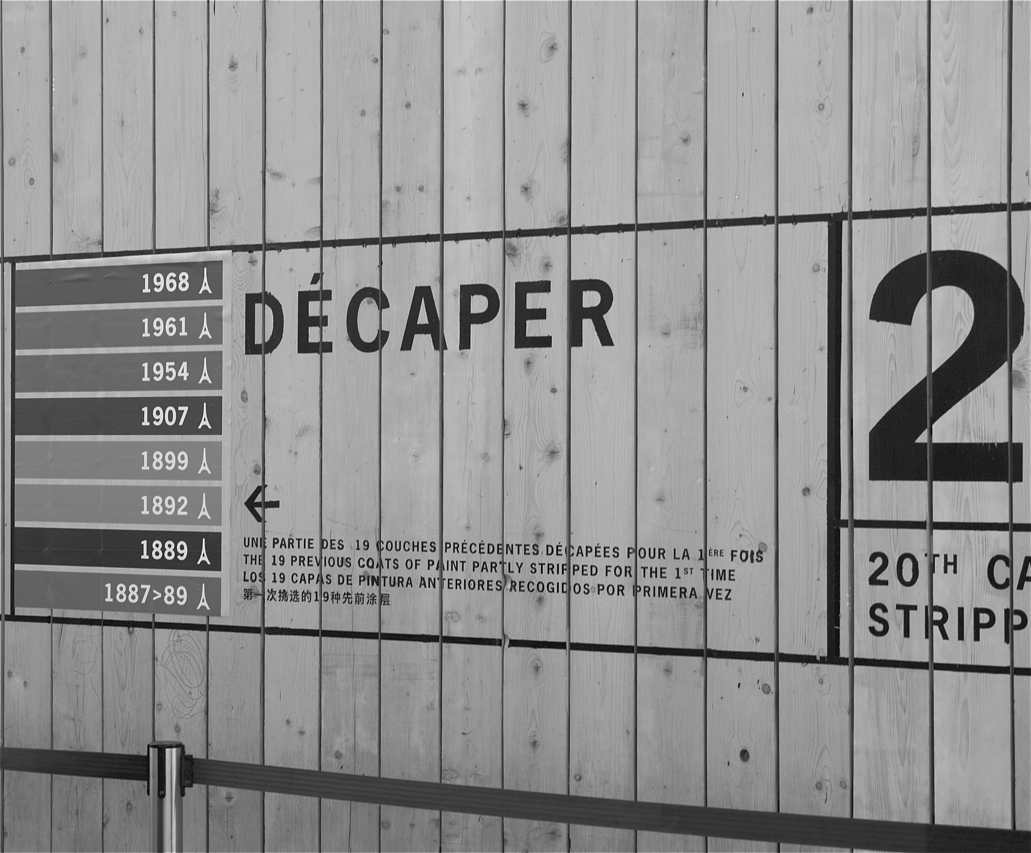 1968
1961
1954
1907
1899
1892
1889
1887>89
DÉCAPER
←
UNE PARTIE DES 19 COUCHES PRÉCÉDENTES DÉCAPÉES POUR LA 1ÈRE FOIS
THE 19 PREVIOUS COATS OF PAINT PARTLY STRIPPED FOR THE 1ST TIME
LOS 19 CAPAS DE PINTURA ANTERIORES RECOGIDOS POR PRIMERA VEZ
第一次挑选的19种先前涂层
2
20TH CA
STRIPP